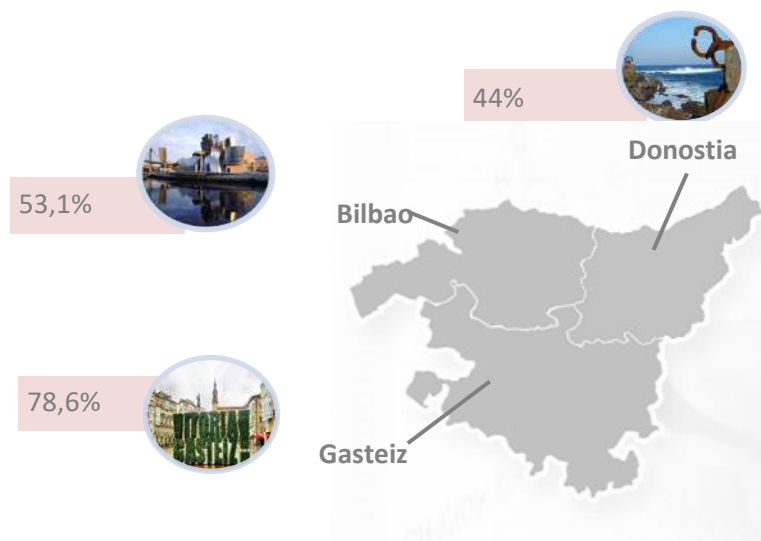 44%
Donostia
53,1%
Bilbao
78,6%
VITORIA
GASTEIZ
Gasteiz